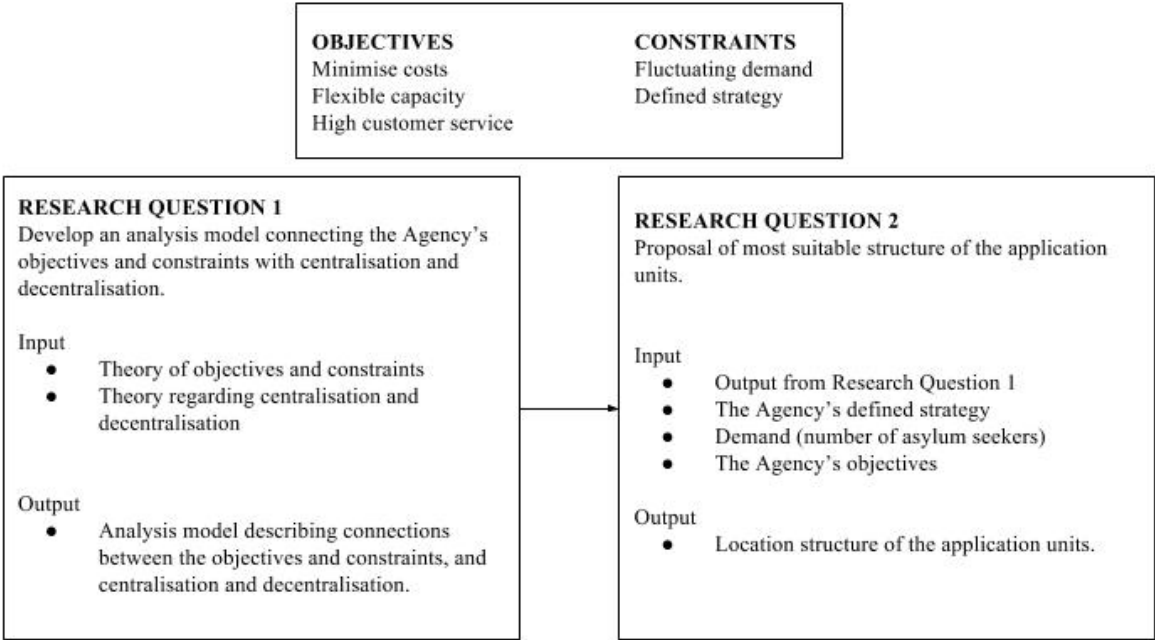 OBJECTIVES
Minimise costs
Flexible capacity
High customer service
CONSTRAINTS
Fluctuating demand
Defined strategy
RESEARCH QUESTION 1
Develop an analysis model connecting the Agency's
objectives and constraints with centralisation and
decentralisation.
Input
● Theory of objectives and constraints
● Theory regarding centralisation and
decentralisation
Output
● Analysis model describing connections
between the objectives and constraints, and
centralisation and decentralisation.
RESEARCH QUESTION 2
Proposal of most suitable structure of the application
units.
Input
● Output from Research Question 1
● The Agency's defined strategy
● Demand (number of asylum seekers)
● The Agency's objectives
Output
● Location structure of the application units.